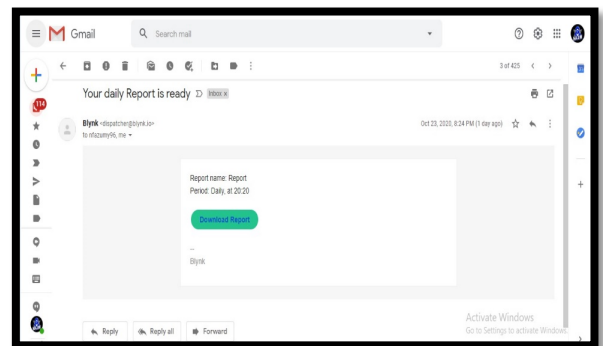 Gmail
Search mail
3 of 425
114
Your daily Report is ready
Inbox x
Blynk <dispatcher@blynk.io>
Oct 23, 2020, 8:24 PM (1 day ago)
to nfazumy96, me
Report name: Report
Period: Daily, at 20:20
Download Report
--
Blynk
Activate Windows
Go to Settings to activate Windows.
Reply
Reply all
Forward